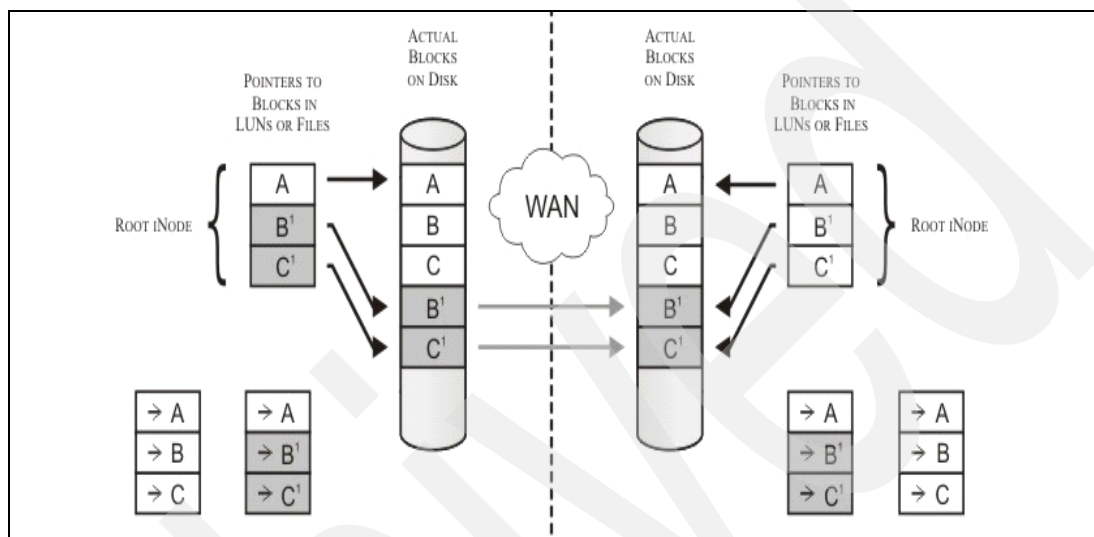 ACTUAL
BLOCKS
ON DISK
POINTERS TO
BLOCKS IN
LUNS OR FILES
A
B¹
C¹
ROOT INODE
A
B
C
B¹
C¹
→ A
→ B
→ C
→ A
→ B¹
→ C¹
WAN
ACTUAL
BLOCKS
ON DISK
POINTERS TO
BLOCKS IN
LUNS OR FILES
A
B
C
B¹
C¹
A
B¹
C¹
ROOT INODE
→ A
→ B¹
→ C¹
→ A
→ B
→ C